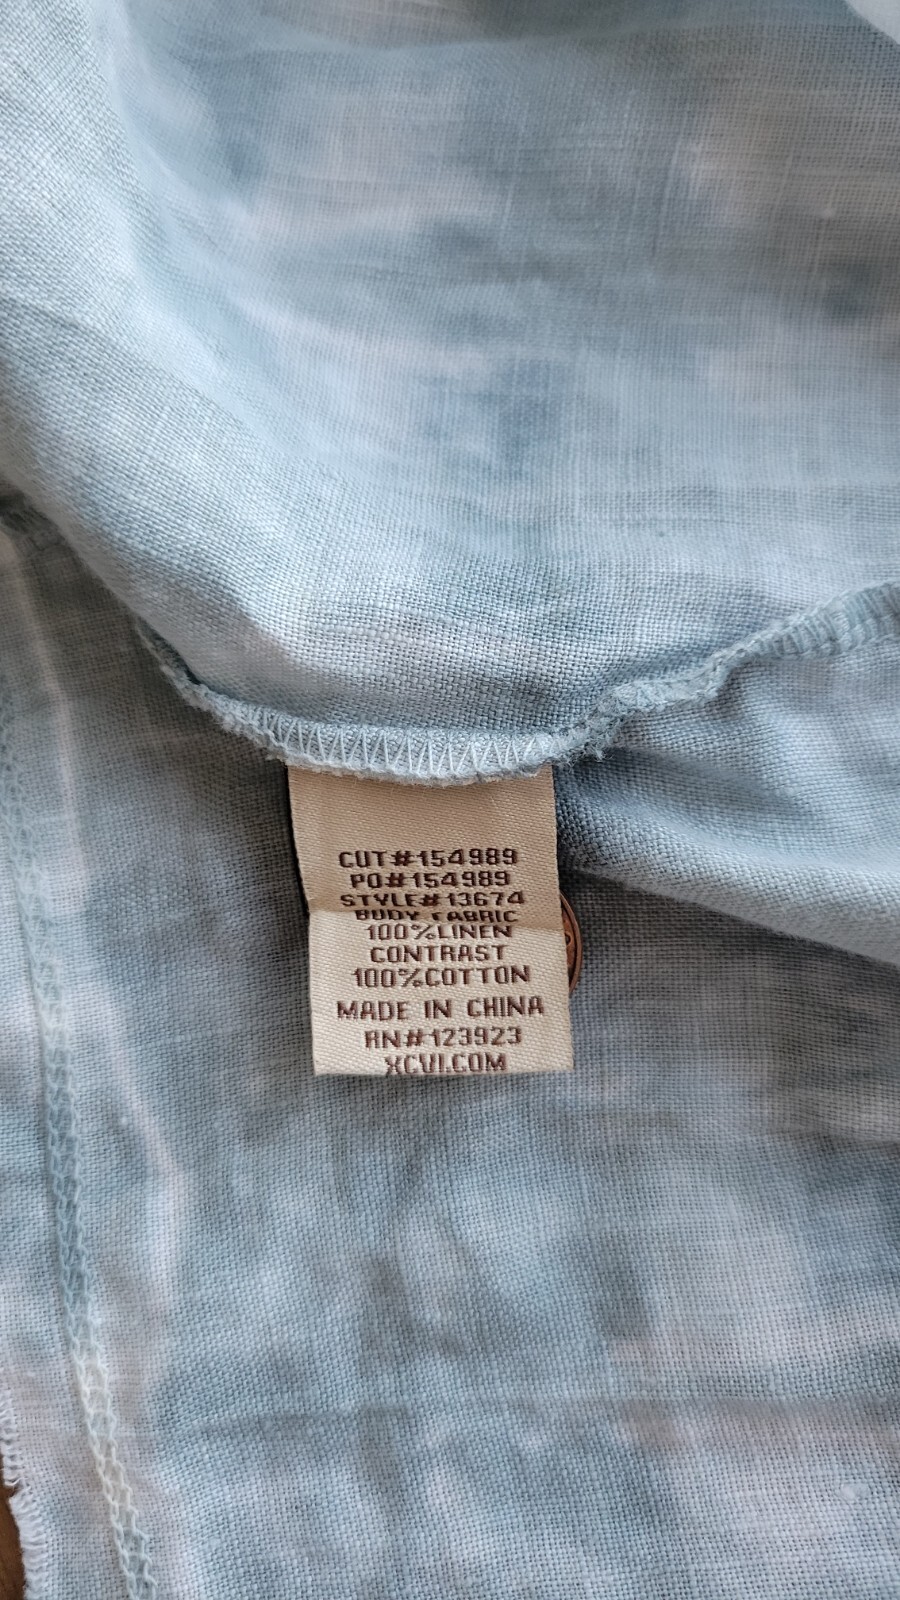 CUT#154989
PO#154989
STYLE#13674
BODY FABRIC
100%LINEN
CONTRAST
100%COTTON
MADE IN CHINA
RN#123923
XCVI.COM